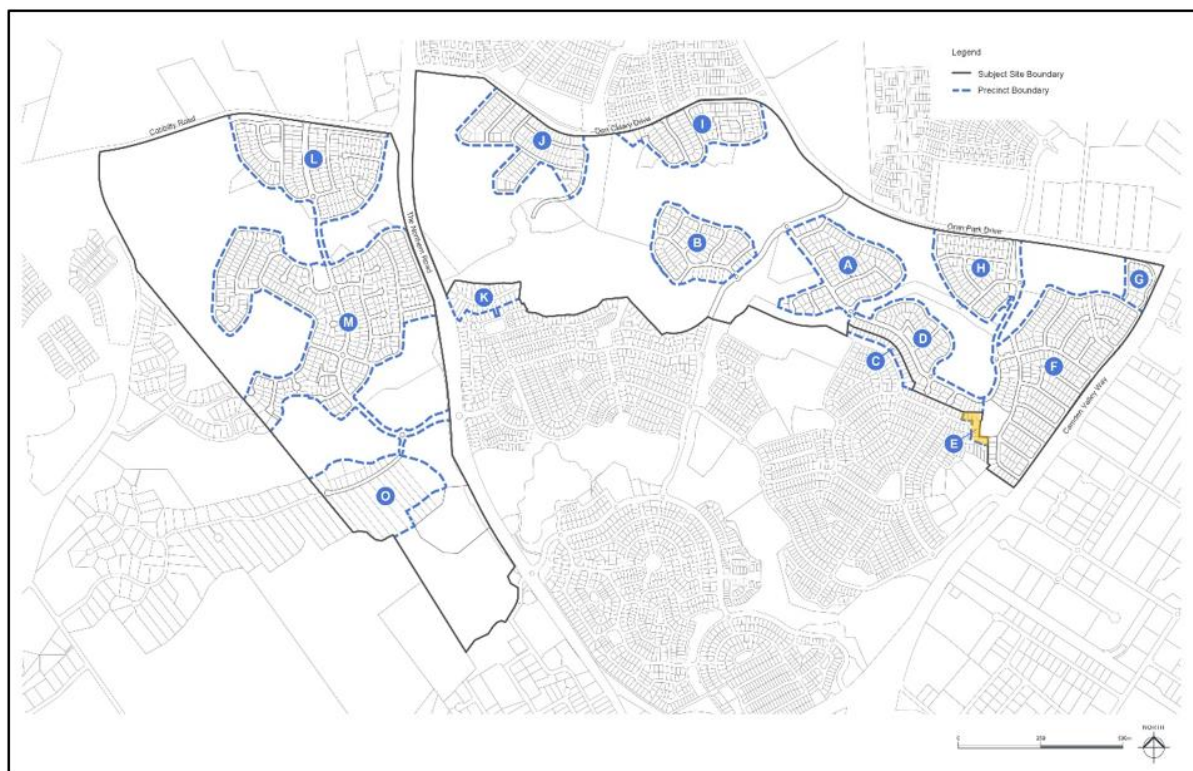 Legend
Subject Site Boundary
Precinct Boundary
Cobbitty Road
L
J
Dan Cleary Drive
I
The Northern Road
B
A
Oran Park Drive
H
G
K
M
D
C
F
Camden Valley Way
E
O
NORTH
0
250
500m